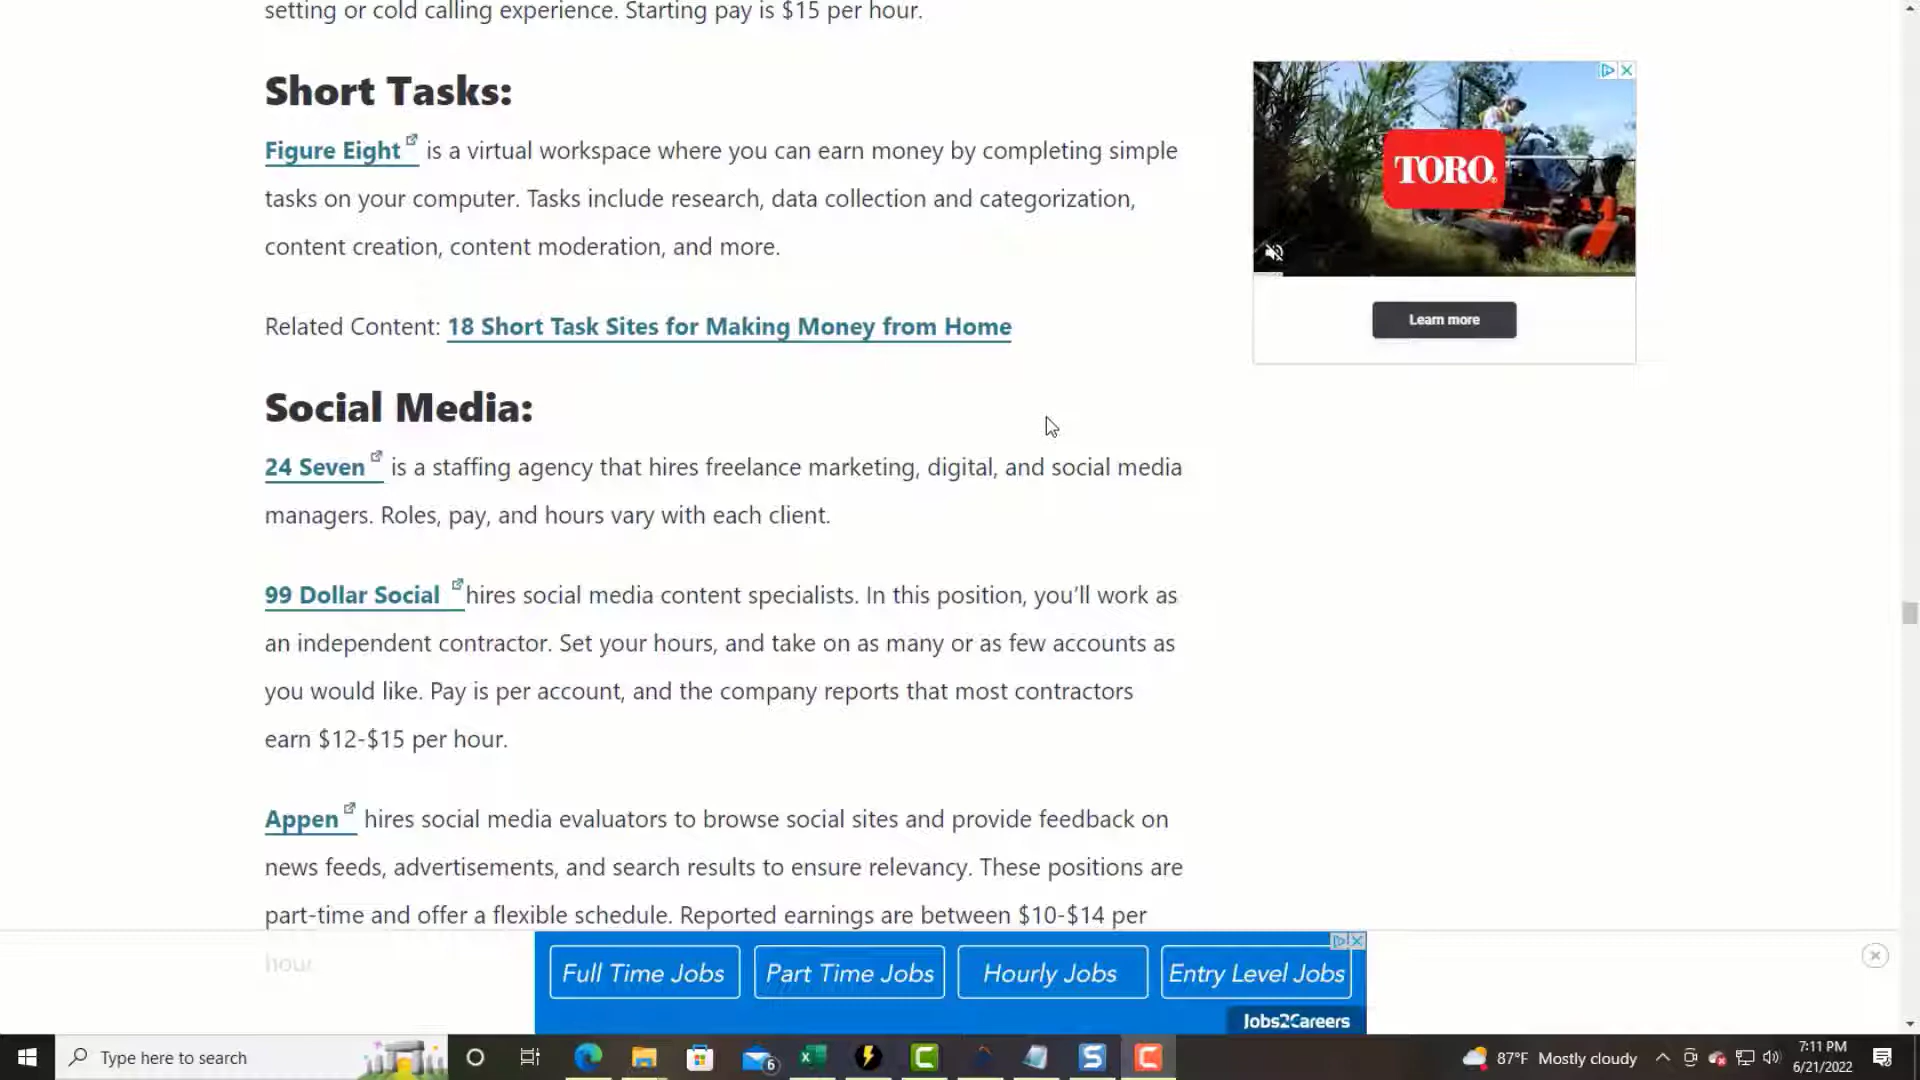 setting or cold calling experience. Starting pay is $15 per hour.
Short Tasks:
Figure Eight is a virtual workspace where you can earn money by completing simple
tasks on your computer. Tasks include research, data collection and categorization,
content creation, content moderation, and more.
Related Content: 18 Short Task Sites for Making Money from Home
Social Media:
24 Seven is a staffing agency that hires freelance marketing, digital, and social media
managers. Roles, pay, and hours vary with each client.
99 Dollar Social hires social media content specialists. In this position, you’ll work as
an independent contractor. Set your hours, and take on as many or as few accounts as
you would like. Pay is per account, and the company reports that most contractors
earn $12-$15 per hour.
Appen hires social media evaluators to browse social sites and provide feedback on
news feeds, advertisements, and search results to ensure relevancy. These positions are
part-time and offer a flexible schedule. Reported earnings are between $10-$14 per
hour
TORO
Learn more
Full Time Jobs
Part Time Jobs
Hourly Jobs
Entry Level Jobs
Jobs2Careers
Type here to search
6
87°F Mostly cloudy
7:11 PM
6/21/2022